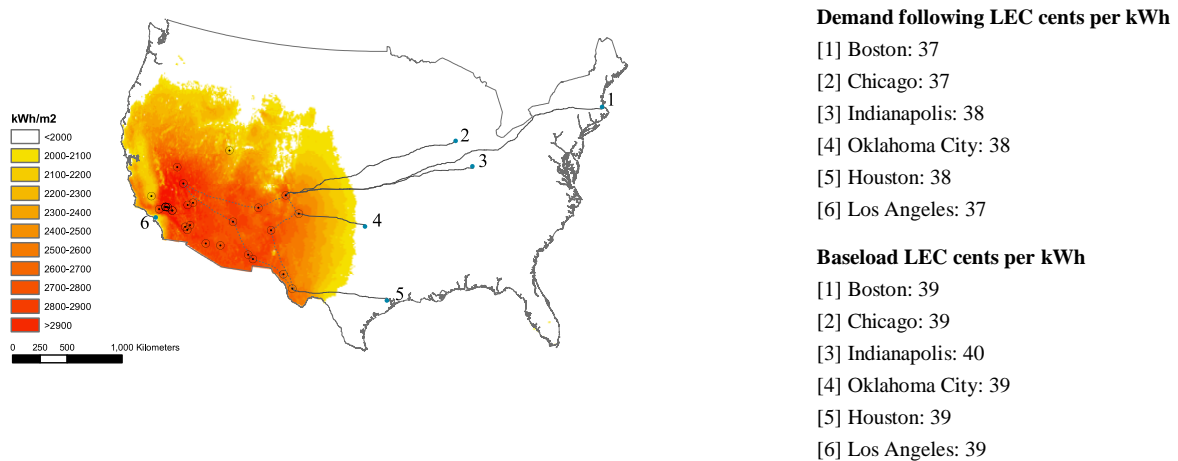 kWh/m2
<2000
2000-2100
2100-2200
2200-2300
2300-2400
2400-2500
2500-2600
2600-2700
2700-2800
2800-2900
>2900
0 250 500 1,000 Kilometers
1
2
3
4
5
6
Demand following LEC cents per kWh
[1] Boston: 37
[2] Chicago: 37
[3] Indianapolis: 38
[4] Oklahoma City: 38
[5] Houston: 38
[6] Los Angeles: 37
Baseload LEC cents per kWh
[1] Boston: 39
[2] Chicago: 39
[3] Indianapolis: 40
[4] Oklahoma City: 39
[5] Houston: 39
[6] Los Angeles: 39